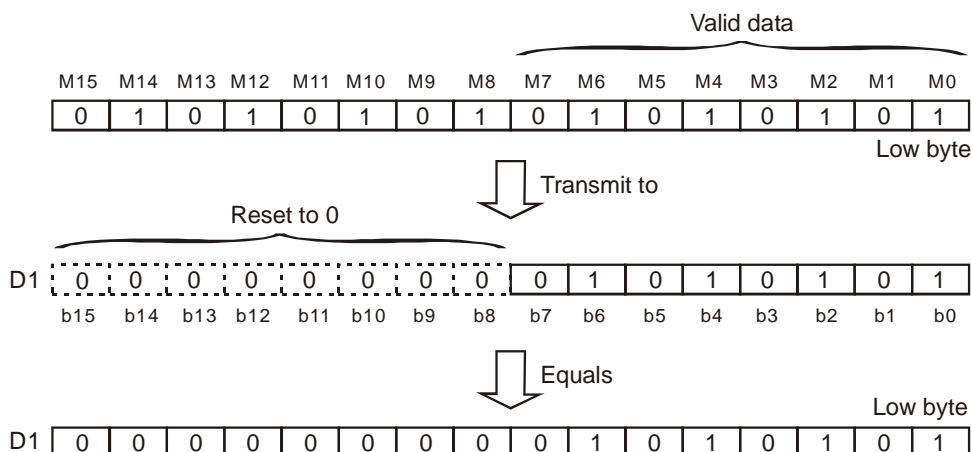 Valid data
M15 M14 M13 M12 M11 M10 M9 M8 M7 M6 M5 M4 M3 M2 M1 M0
0 1 0 1 0 1 0 1 0 1 0 1 0 1 0 1
Low byte
Transmit to
Reset to 0
D1 0 0 0 0 0 0 0 0 0 1 0 1 0 1 0 1
b15 b14 b13 b12 b11 b10 b9 b8 b7 b6 b5 b4 b3 b2 b1 b0
Equals
Low byte
D1 0 0 0 0 0 0 0 0 0 1 0 1 0 1 0 1